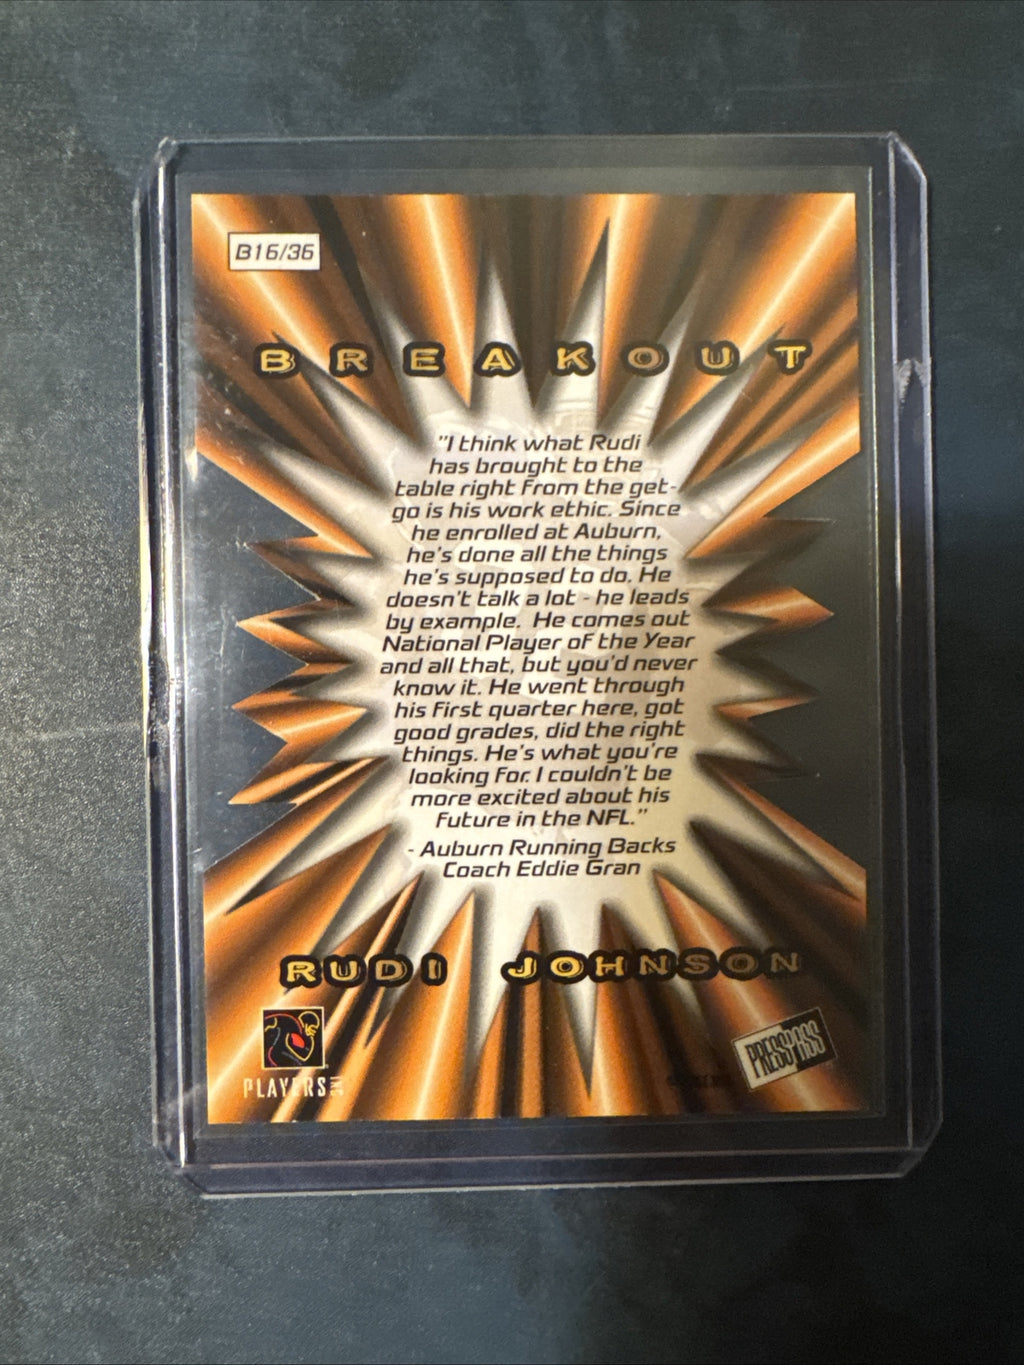 B16/36
BREAKOUT
"I think what Rudi
has brought to the
table right from the get-
go is his work ethic. Since
he enrolled at Auburn,
he's done all the things
he's supposed to do. He
doesn't talk a lot - he leads
by example. He comes out
National Player of the Year
and all that, but you'd never
know it. He went through
his first quarter here, got
good grades, did the right
things. He's what you're
looking for. I couldn't be
more excited about his
future in the NFL."
- Auburn Running Backs
Coach Eddie Gran
RUDI JOHNSON
PLAYERS INC
PRESS PASS